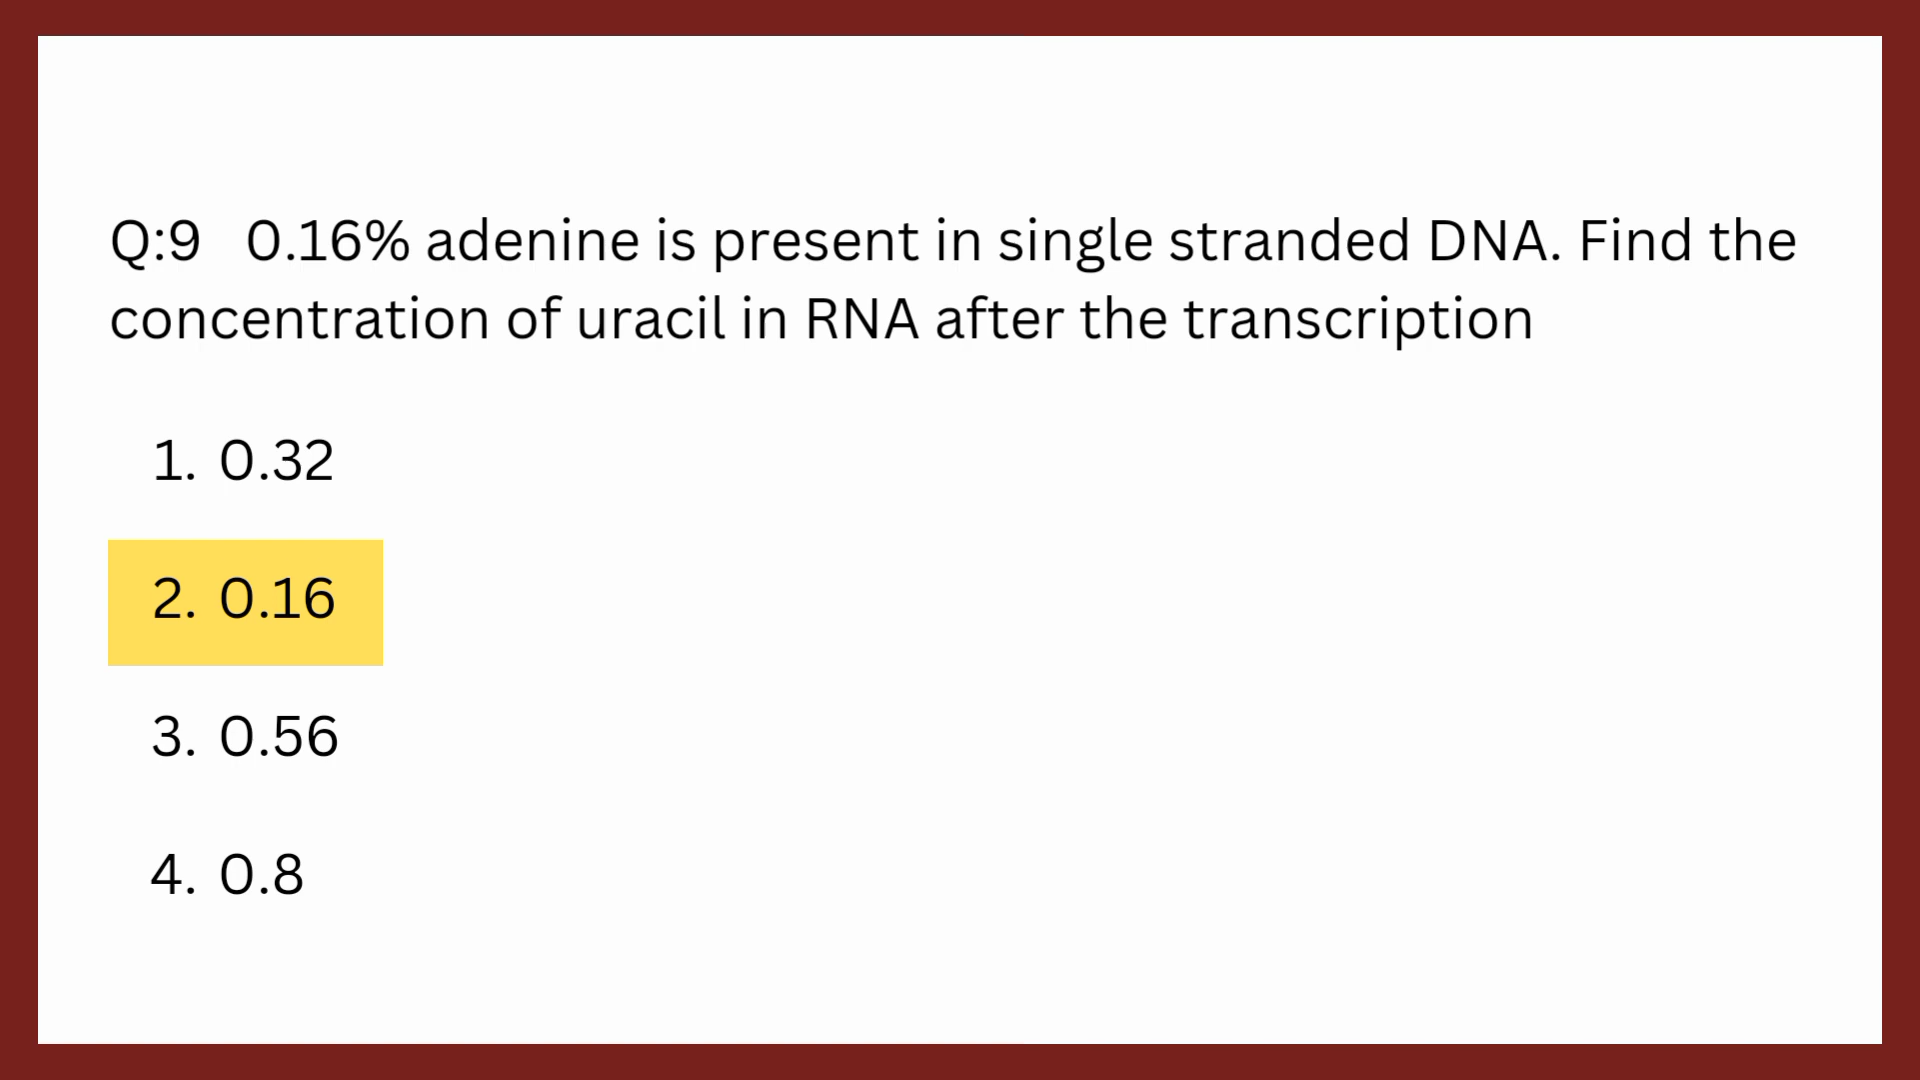 Q:9 0.16% adenine is present in single stranded DNA. Find the
concentration of uracil in RNA after the transcription
1. 0.32
2. 0.16
3. 0.56
4. 0.8